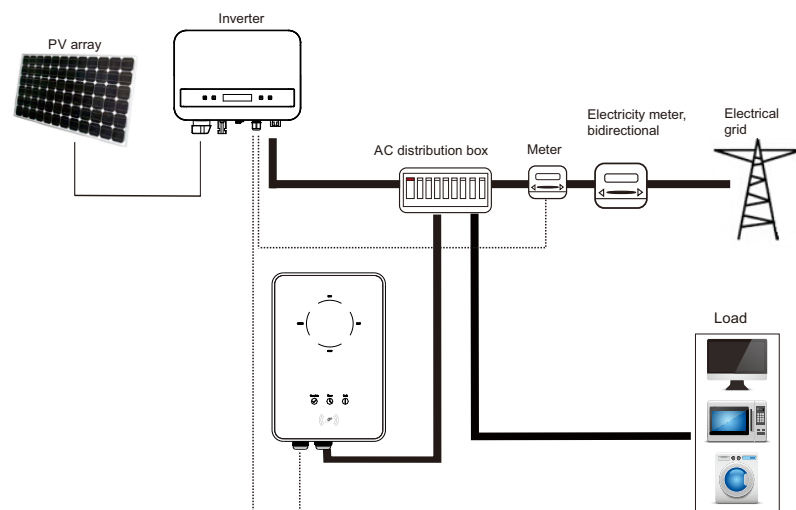 Inverter
PV array
Electricity meter,
bidirectional
Electrical
grid
AC distribution box
Meter
Load